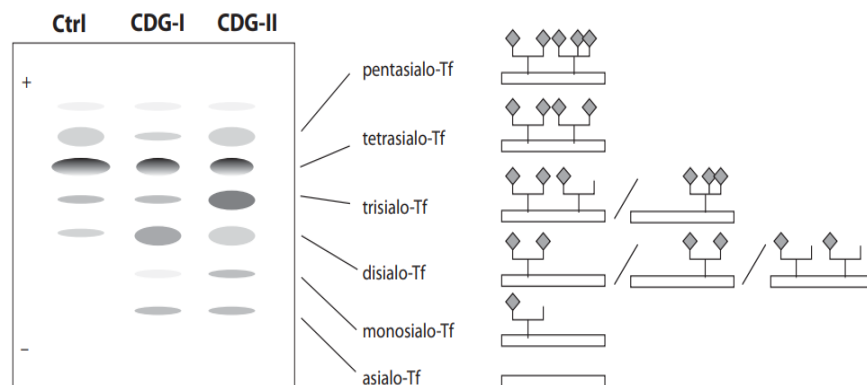 Ctrl CDG-I CDG-II
+
pentasialo-Tf
tetrasialo-Tf
trisialo-Tf
disialo-Tf
monosialo-Tf
–
asialo-Tf